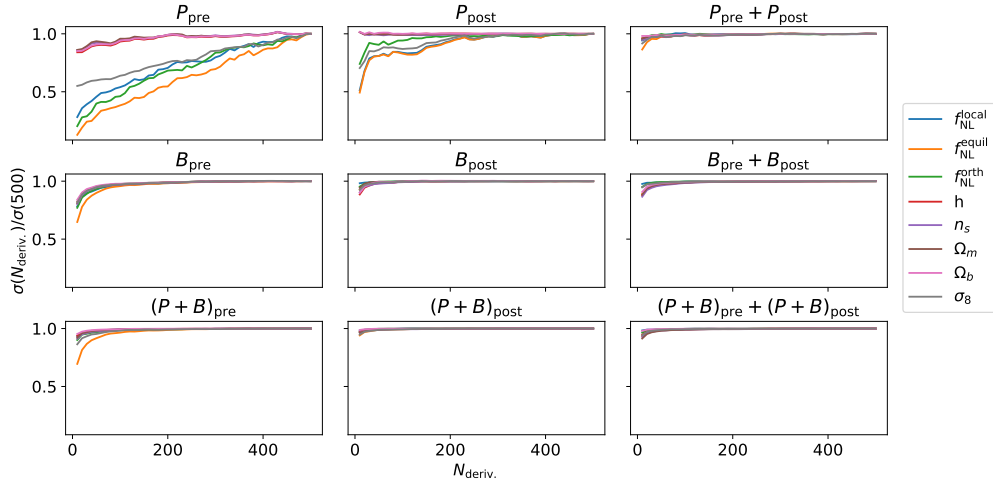 P_pre
P_post
P_pre + P_post
1.0
0.5
B_pre
B_post
B_pre + B_post
1.0
0.5
(P + B)_pre
(P + B)_post
(P + B)_pre + (P + B)_post
1.0
0.5
0 200 400
0 200 400
0 200 400
N_deriv.
σ(N_deriv.)/σ(500)
f_NL^local
f_NL^equil
f_NL^orth
h
n_s
Ω_m
Ω_b
σ_8